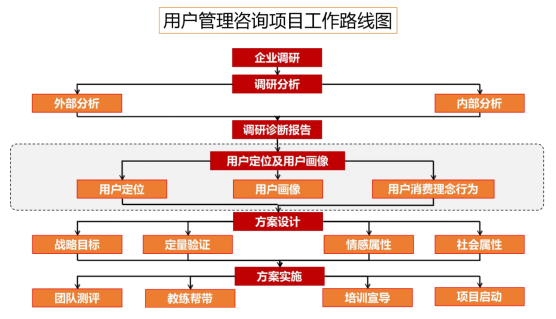 用户管理咨询项目工作路线图
企业调研
调研分析
外部分析
内部分析
调研诊断报告
用户定位及用户画像
用户定位
用户画像
用户消费理念行为
方案设计
战略目标
定量验证
情感属性
社会属性
方案实施
团队测评
教练帮带
培训宣导
项目启动